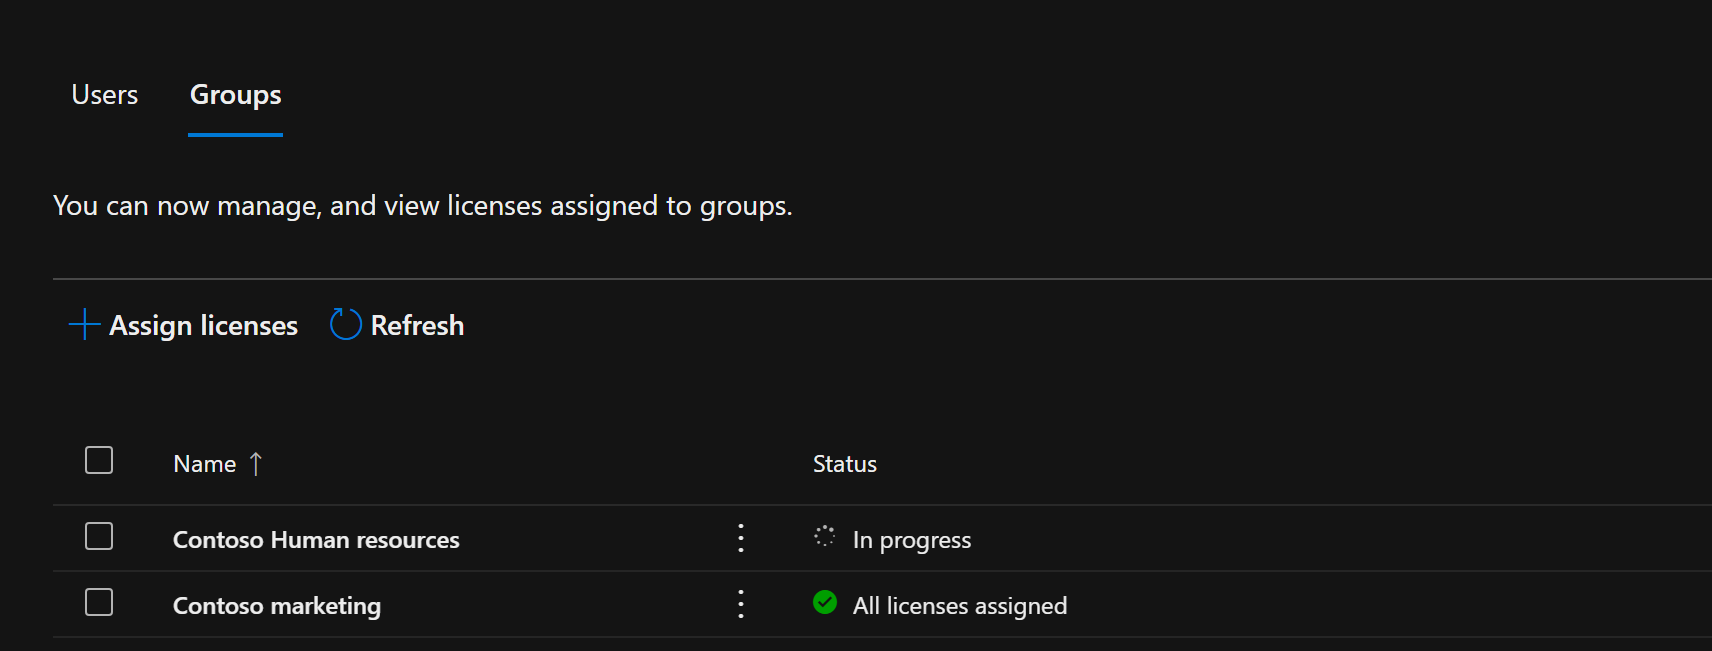 Users Groups
You can now manage, and view licenses assigned to groups.
Assign licenses Refresh
Name ↑ Status
Contoso Human resources In progress
Contoso marketing All licenses assigned